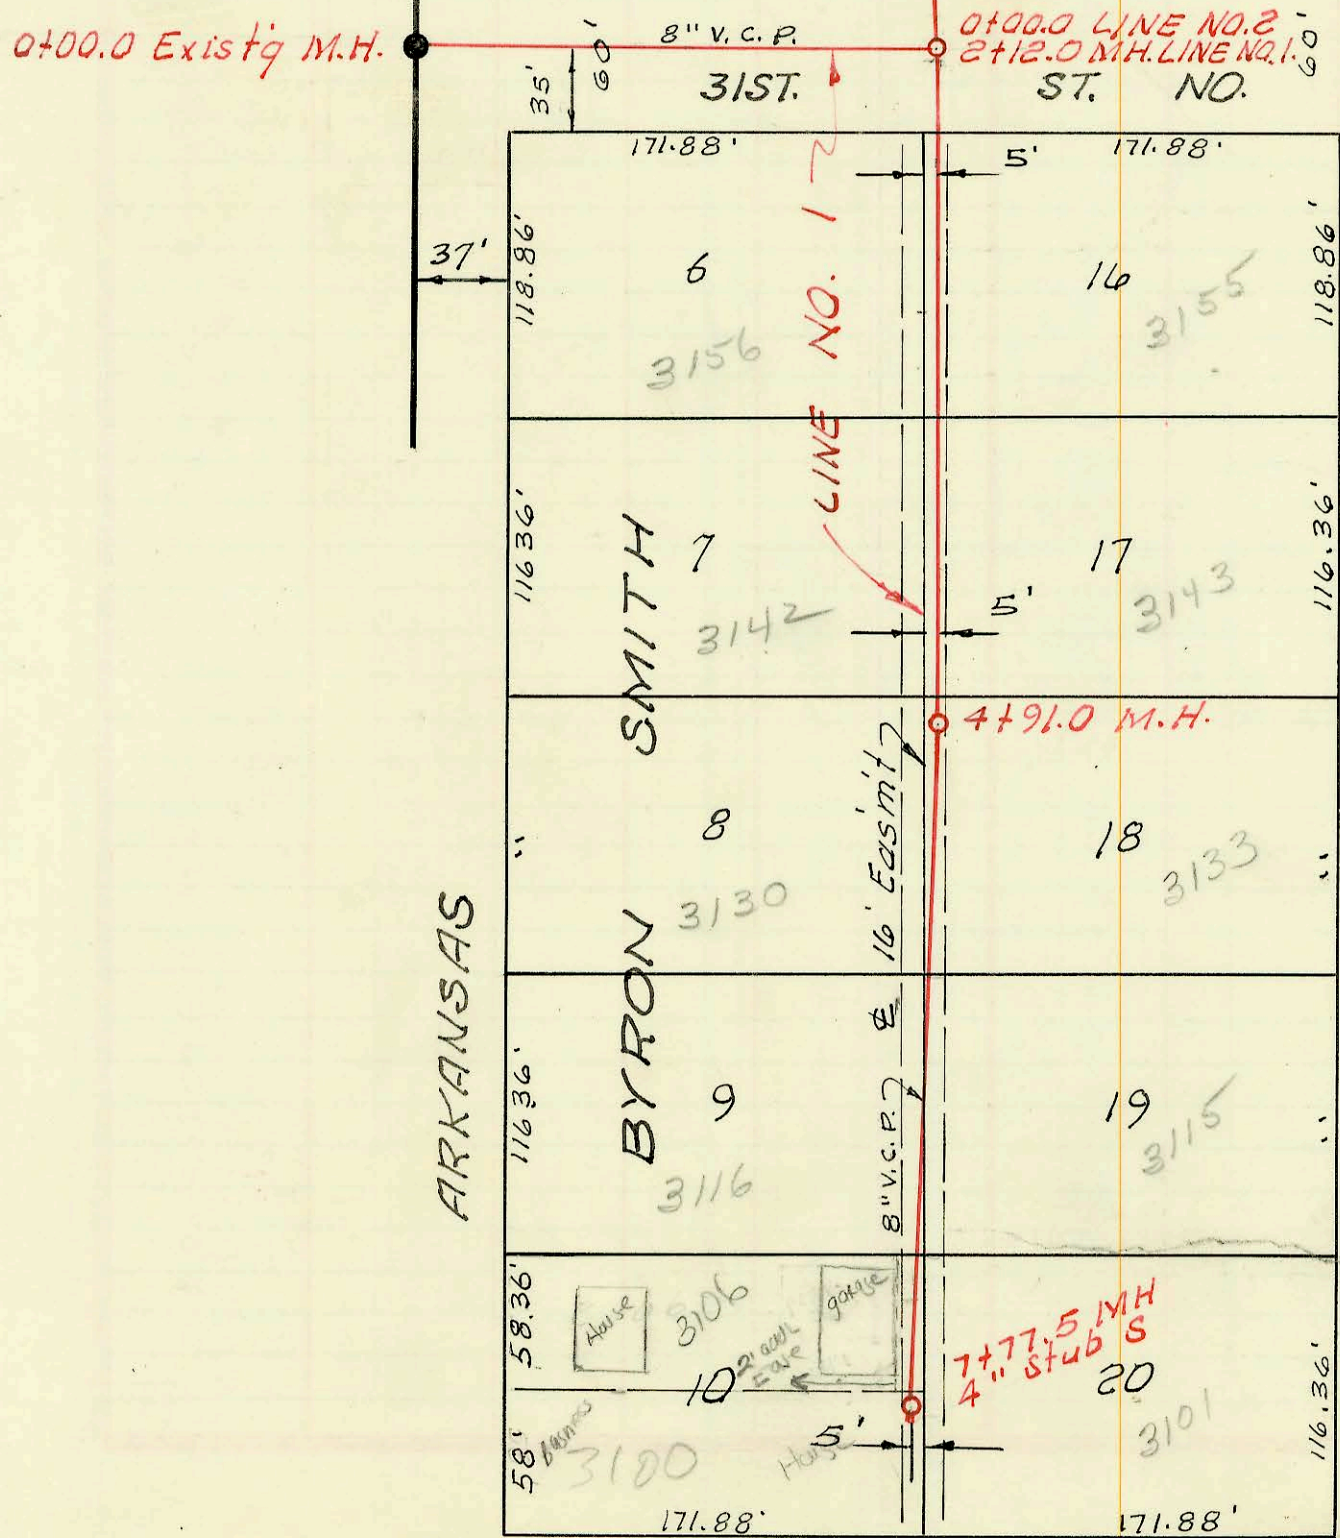 0+00.0 Exist'g M.H.
8" V.C.P.
0+00.0 LINE NO.2
2+12.0 MH. LINE NO.1.
60'
60'
35'
31ST. ST. NO.
171.88'
5'
171.88'
118.86'
37'
6
3156
LINE NO. 1
16
3155
118.86'
116.36'
7
3142
5'
17
3143
116.36'
BYRON SMITH
4+91.0 M.H.
"
8
3130
16' Easm't
18
3133
"
ARKANSAS
116.36'
9
3116
8" V.C.P. ℄
19
3115
"
58.36'
House
3106
garage
10
7+77.5 MH
4" Stub S
20
3101
116.36'
58'
Business
3100
House
5'
171.88'
171.88'